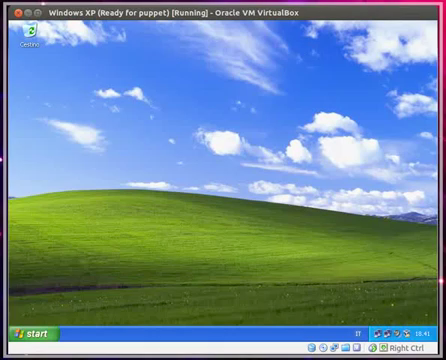 Windows XP (Ready for puppet) [Running] - Oracle VM VirtualBox
Cestino
start
IT
18.41
Right Ctrl